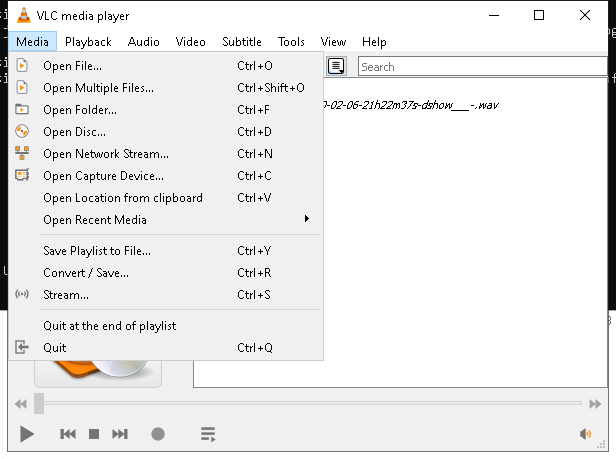 VLC media player
Media Playback Audio Video Subtitle Tools View Help
Open File... Ctrl+O
Search
Open Multiple Files... Ctrl+Shift+O
Open Folder... Ctrl+F
0-02-06-21h22m37s-dshow___-.wav
Open Disc... Ctrl+D
Open Network Stream... Ctrl+N
Open Capture Device... Ctrl+C
Open Location from clipboard Ctrl+V
Open Recent Media
Save Playlist to File... Ctrl+Y
Convert / Save... Ctrl+R
Stream... Ctrl+S
Quit at the end of playlist
Quit Ctrl+Q